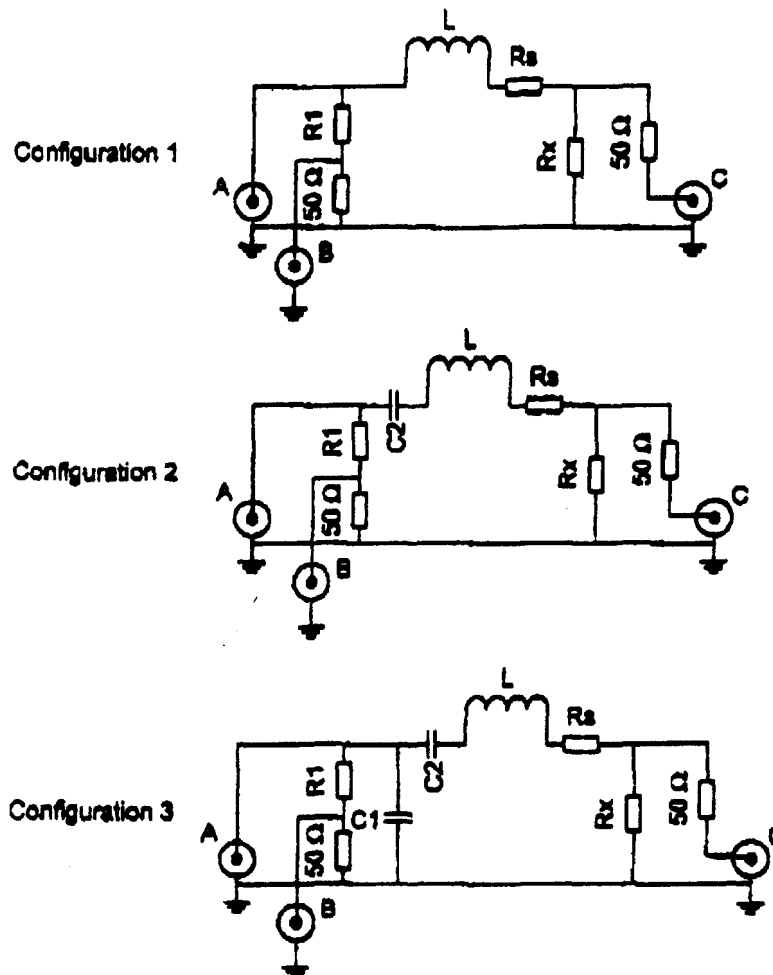 L
Rs
R1
Rx
50 Ω
Configuration 1
A
50 Ω
C
B
L
Rs
C2
R1
Rx
50 Ω
Configuration 2
A
50 Ω
C
B
L
Rs
C2
R1
Rx
50 Ω
Configuration 3
A
50 Ω
C1
B